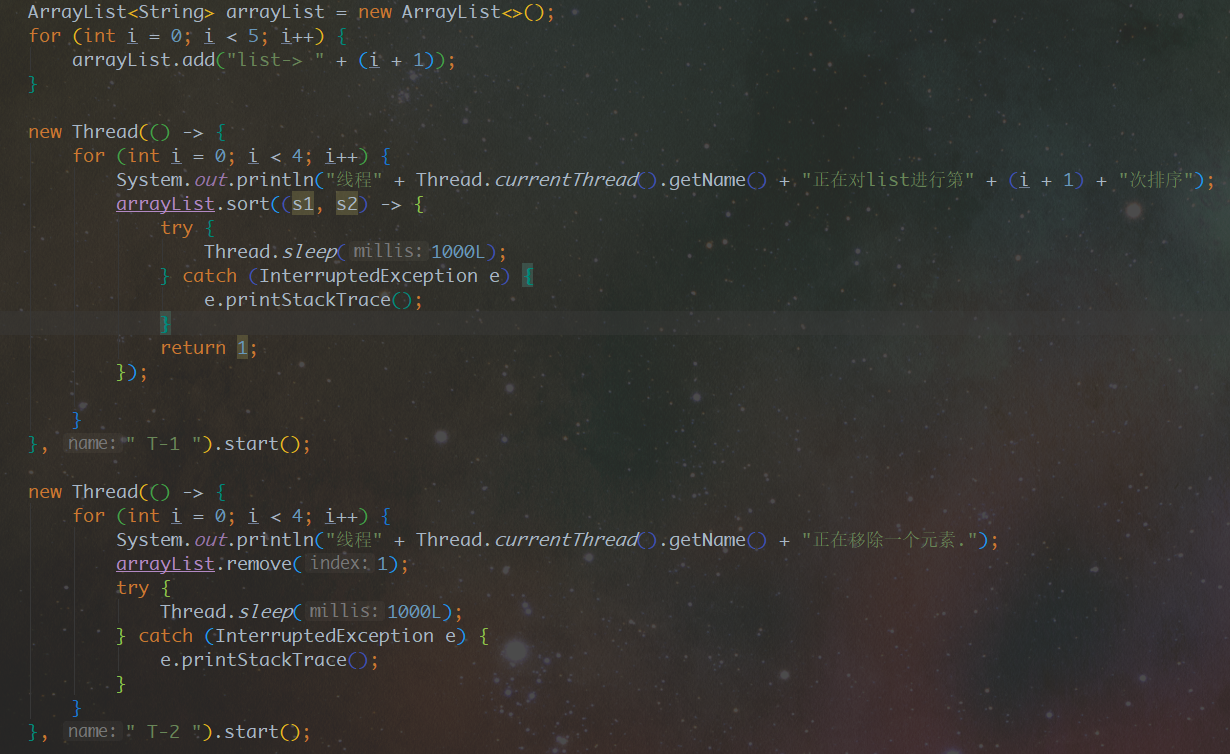 ArrayList<String> arrayList = new ArrayList<>();
for (int i = 0; i < 5; i++) {
    arrayList.add("list-> " + (i + 1));
}

new Thread(() -> {
    for (int i = 0; i < 4; i++) {
        System.out.println("线程" + Thread.currentThread().getName() + "正在对list进行第" + (i + 1) + "次排序");
        arrayList.sort((s1, s2) -> {
            try {
                Thread.sleep( millis: 1000L);
            } catch (InterruptedException e) {
                e.printStackTrace();
            }
            return 1;
        });

    }
}, name: " T-1 ").start();

new Thread(() -> {
    for (int i = 0; i < 4; i++) {
        System.out.println("线程" + Thread.currentThread().getName() + "正在移除一个元素.");
        arrayList.remove( index: 1);
        try {
            Thread.sleep( millis: 1000L);
        } catch (InterruptedException e) {
            e.printStackTrace();
        }
    }
}, name: " T-2 ").start();